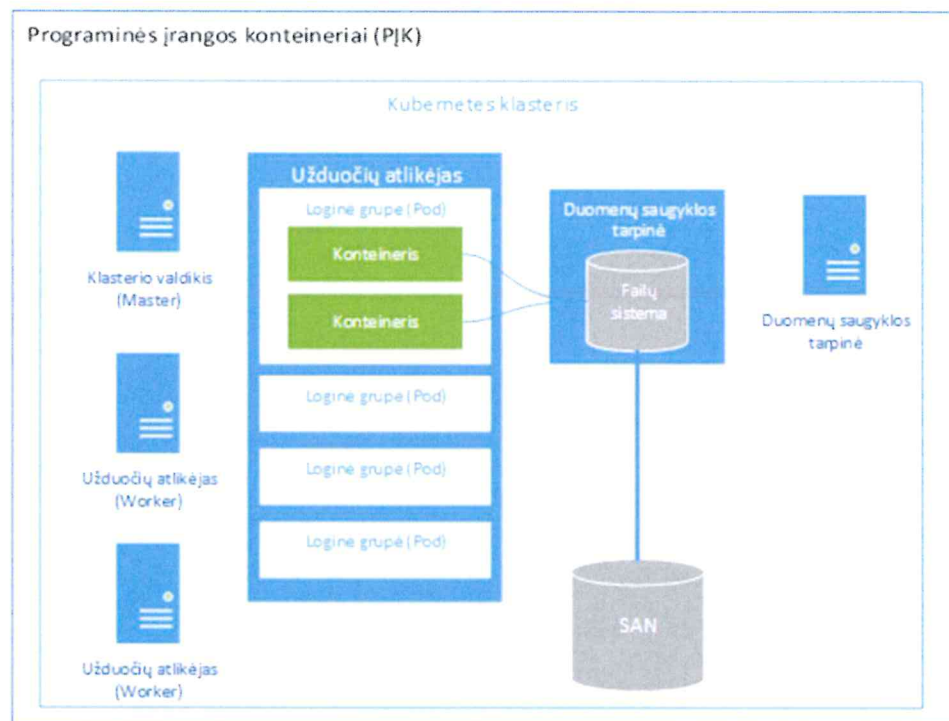 Programinės įrangos konteineriai (PĮK)
Kubernetes klasteris
Klasterio valdiklis
(Master)
Užduočių atlikėjas
(Worker)
Užduočių atlikėjas
(Worker)
Užduočių atlikėjas
Loginė grupė (Pod)
Konteineris
Konteineris
Loginė grupė (Pod)
Loginė grupė (Pod)
Loginė grupė (Pod)
Duomenų saugyklos
tarpinė
Failų
sistema
SAN
Duomenų saugyklos
tarpinė